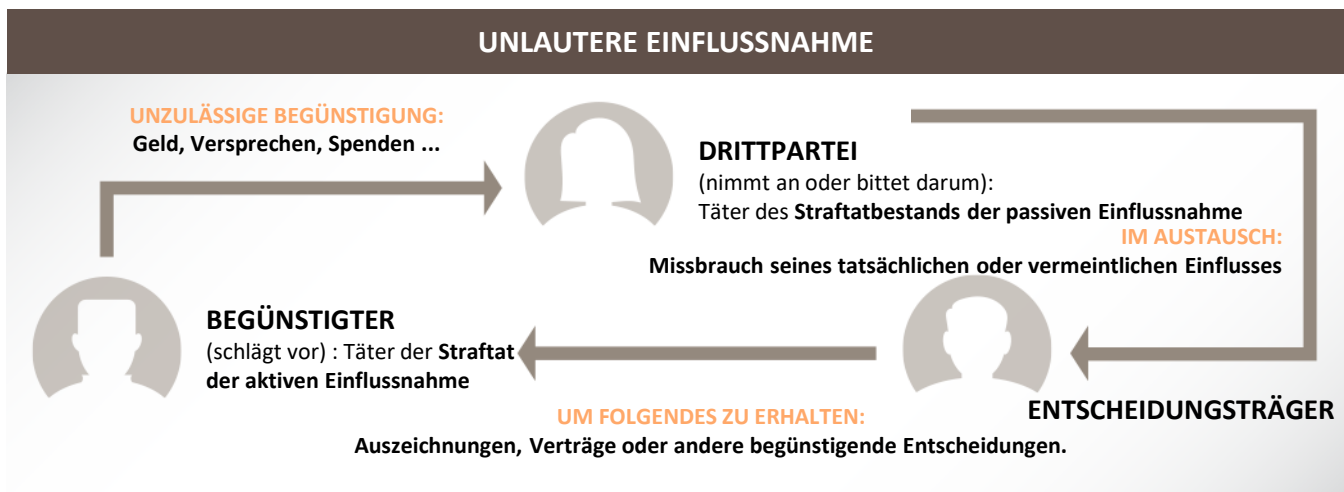 UNLAUTERE EINFLUSSNAHME
UNZULÄSSIGE BEGÜNSTIGUNG:
Geld, Versprechen, Spenden ...
DRITTPARTEI
(nimmt an oder bittet darum):
Täter des Straftatbestands der passiven Einflussnahme
IM AUSTAUSCH:
Missbrauch seines tatsächlichen oder vermeintlichen Einflusses
BEGÜNSTIGTER
(schlägt vor) : Täter der Straftat
der aktiven Einflussnahme
ENTSCHEIDUNGSTRÄGER
UM FOLGENDES ZU ERHALTEN:
Auszeichnungen, Verträge oder andere begünstigende Entscheidungen.